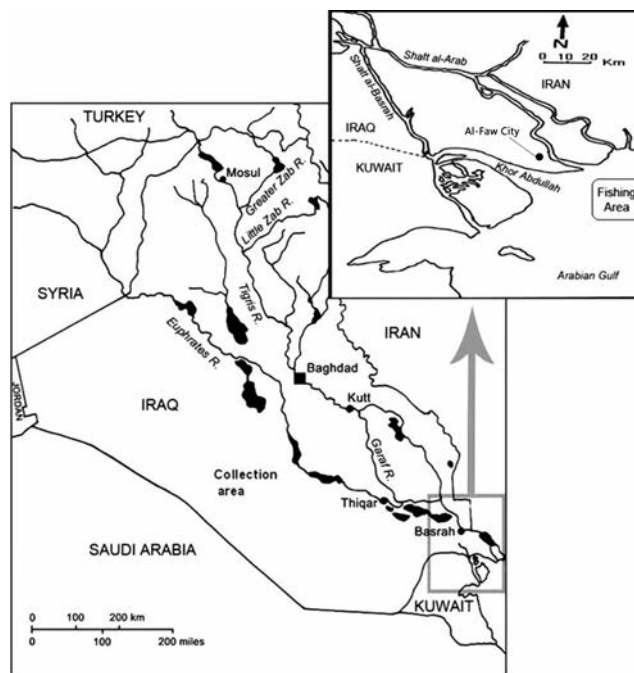 N
0 10 20
Km
Shatt al-Arab
IRAN
Shatt al-Basrah
Al-Faw City
IRAQ
KUWAIT
Khor Abdullah
Fishing
Area
Arabian Gulf
TURKEY
Mosul
Greater Zab R.
Little Zab R.
SYRIA
Tigris R.
Euphrates R.
IRAN
Baghdad
JORDAN
IRAQ
Kutt
Garaf R.
Collection
area
Thiqar
Basrah
SAUDI ARABIA
KUWAIT
0 100 200 km
0 100 200 miles